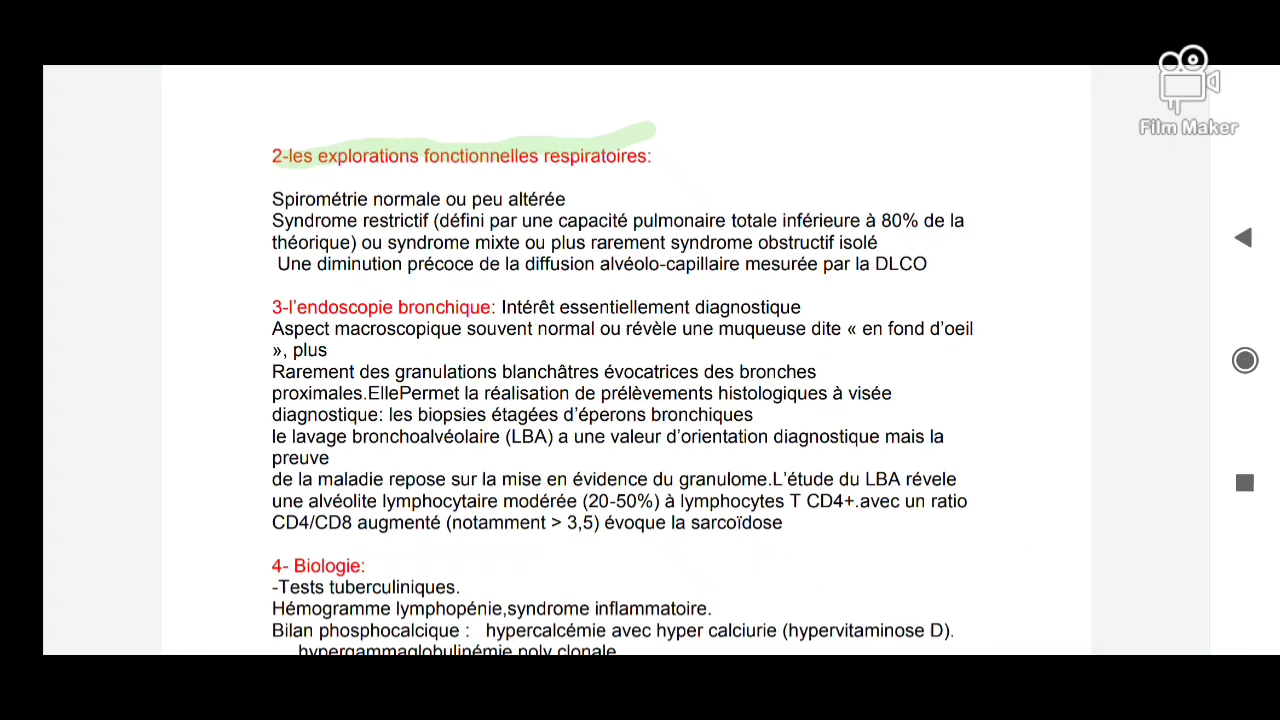 Film Maker
2-les explorations fonctionnelles respiratoires:
Spirométrie normale ou peu altérée
Syndrome restrictif (défini par une capacité pulmonaire totale inférieure à 80% de la
théorique) ou syndrome mixte ou plus rarement syndrome obstructif isolé
Une diminution précoce de la diffusion alvéolo-capillaire mesurée par la DLCO
3-l'endoscopie bronchique: Intérêt essentiellement diagnostique
Aspect macroscopique souvent normal ou révèle une muqueuse dite « en fond d'oeil
», plus
Rarement des granulations blanchâtres évocatrices des bronches
proximales.EllePermet la réalisation de prélèvements histologiques à visée
diagnostique: les biopsies étagées d'éperons bronchiques
le lavage bronchoalvéolaire (LBA) a une valeur d'orientation diagnostique mais la
preuve
de la maladie repose sur la mise en évidence du granulome.L'étude du LBA révele
une alvéolite lymphocytaire modérée (20-50%) à lymphocytes T CD4+.avec un ratio
CD4/CD8 augmenté (notamment > 3,5) évoque la sarcoïdose
4- Biologie:
-Tests tuberculiniques.
Hémogramme lymphopénie,syndrome inflammatoire.
Bilan phosphocalcique : hypercalcémie avec hyper calciurie (hypervitaminose D).
hypergammaglobulinémie poly clonale